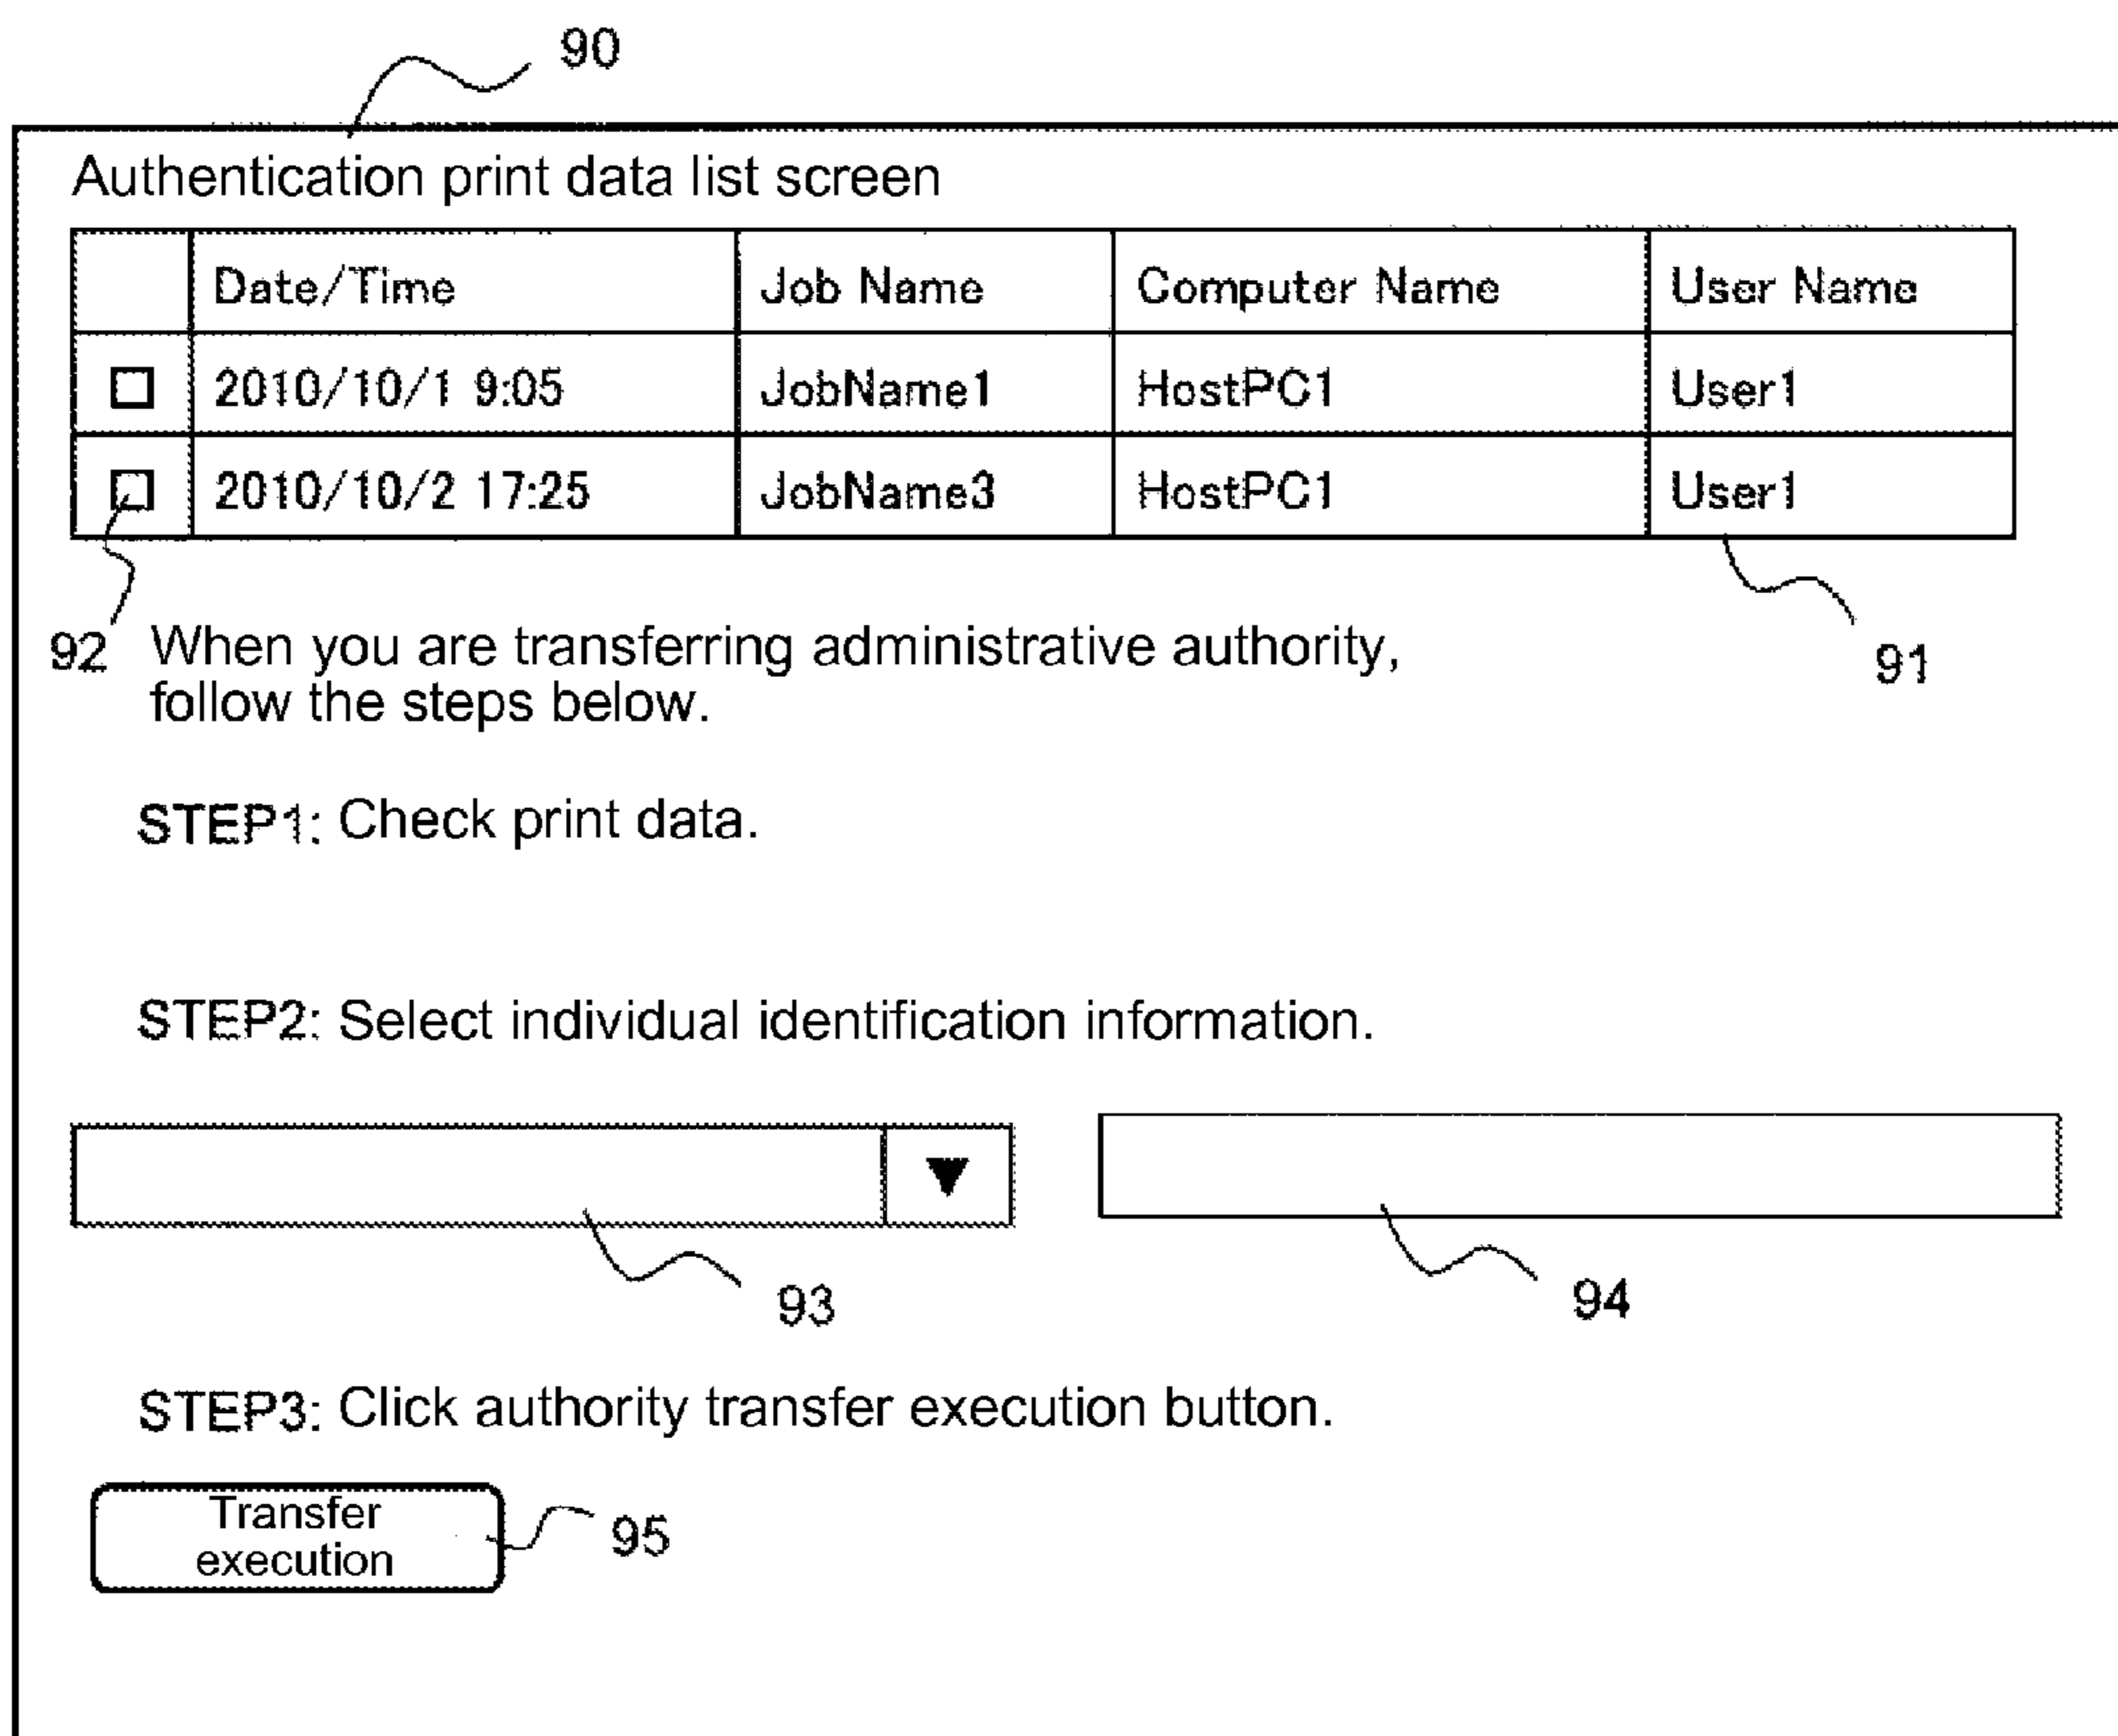 90
Authentication print data list screen
Date/Time Job Name Computer Name User Name
2010/10/1 9:05 JobName1 HostPC1 User1
2010/10/2 17:25 JobName3 HostPC1 User1
92
When you are transferring administrative authority,
91
follow the steps below.
STEP1: Check print data.
STEP2: Select individual identification information.
▼
93
94
STEP3: Click authority transfer execution button.
Transfer
execution
95